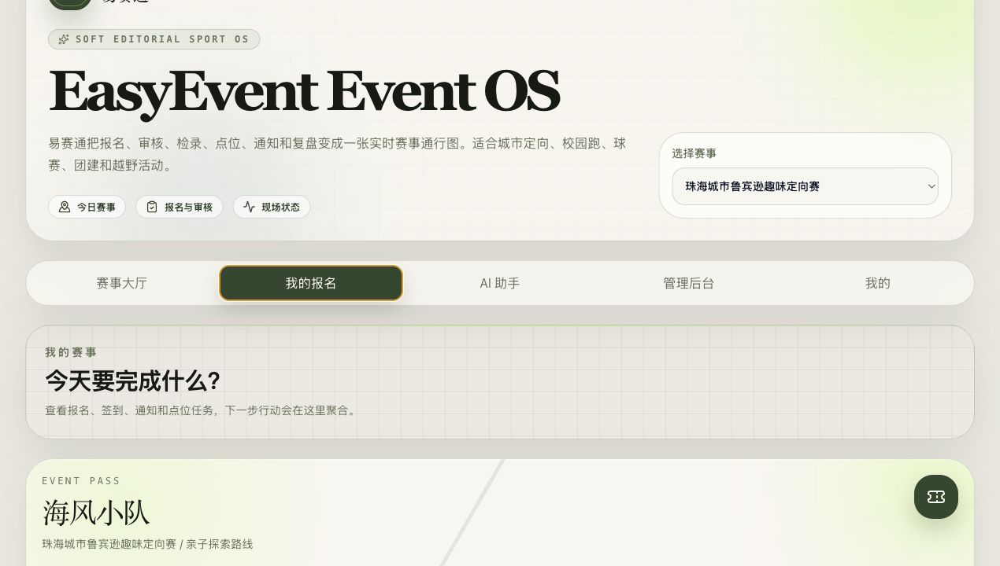 SOFT EDITORIAL SPORT OS
EasyEvent Event OS
易赛通把报名、审核、检录、点位、通知和复盘变成一张实时赛事通行图。适合城市定向、校园跑、球
赛、团建和越野活动。
今日赛事
报名与审核
现场状态
选择赛事
珠海城市鲁宾逊趣味定向赛
赛事大厅
我的报名
AI 助手
管理后台
我的
我的赛事
今天要完成什么?
查看报名、签到、通知和点位任务，下一步行动会在这里聚合。
EVENT PASS
海风小队
珠海城市鲁宾逊趣味定向赛 / 亲子探索路线